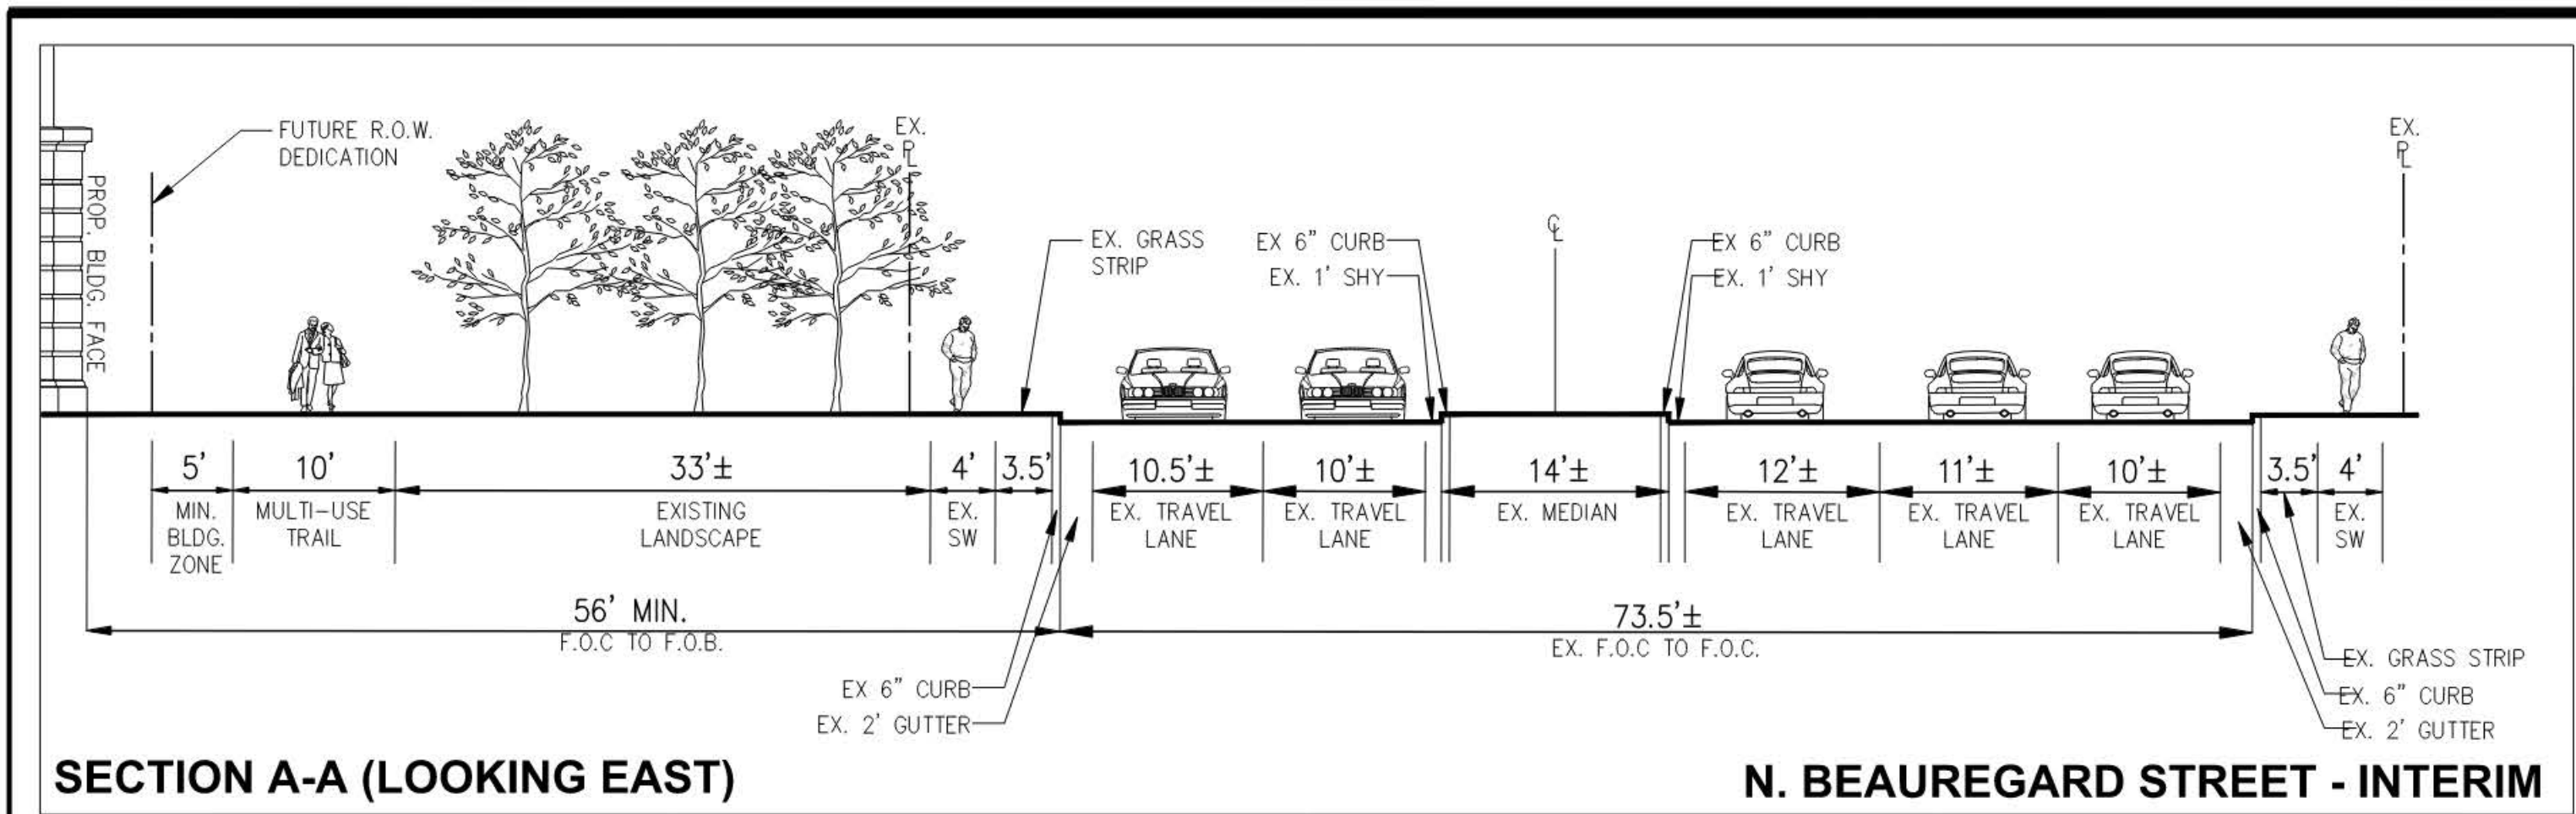 FUTURE R.O.W.
DEDICATION
PROP. BLDG. FACE
EX.
PL
EX. GRASS
STRIP
EX 6" CURB
EX. 1' SHY
CL
EX 6" CURB
EX. 1' SHY
EX.
PL
5'
MIN.
BLDG.
ZONE
10'
MULTI-USE
TRAIL
33'±
EXISTING
LANDSCAPE
4'
EX.
SW
3.5'
10.5'±
EX. TRAVEL
LANE
10'±
EX. TRAVEL
LANE
14'±
EX. MEDIAN
12'±
EX. TRAVEL
LANE
11'±
EX. TRAVEL
LANE
10'±
EX. TRAVEL
LANE
3.5'
4'
EX.
SW
56' MIN.
F.O.C TO F.O.B.
73.5'±
EX. F.O.C TO F.O.C.
EX 6" CURB
EX. 2' GUTTER
EX. GRASS STRIP
EX. 6" CURB
EX. 2' GUTTER
SECTION A-A (LOOKING EAST)
N. BEAUREGARD STREET - INTERIM